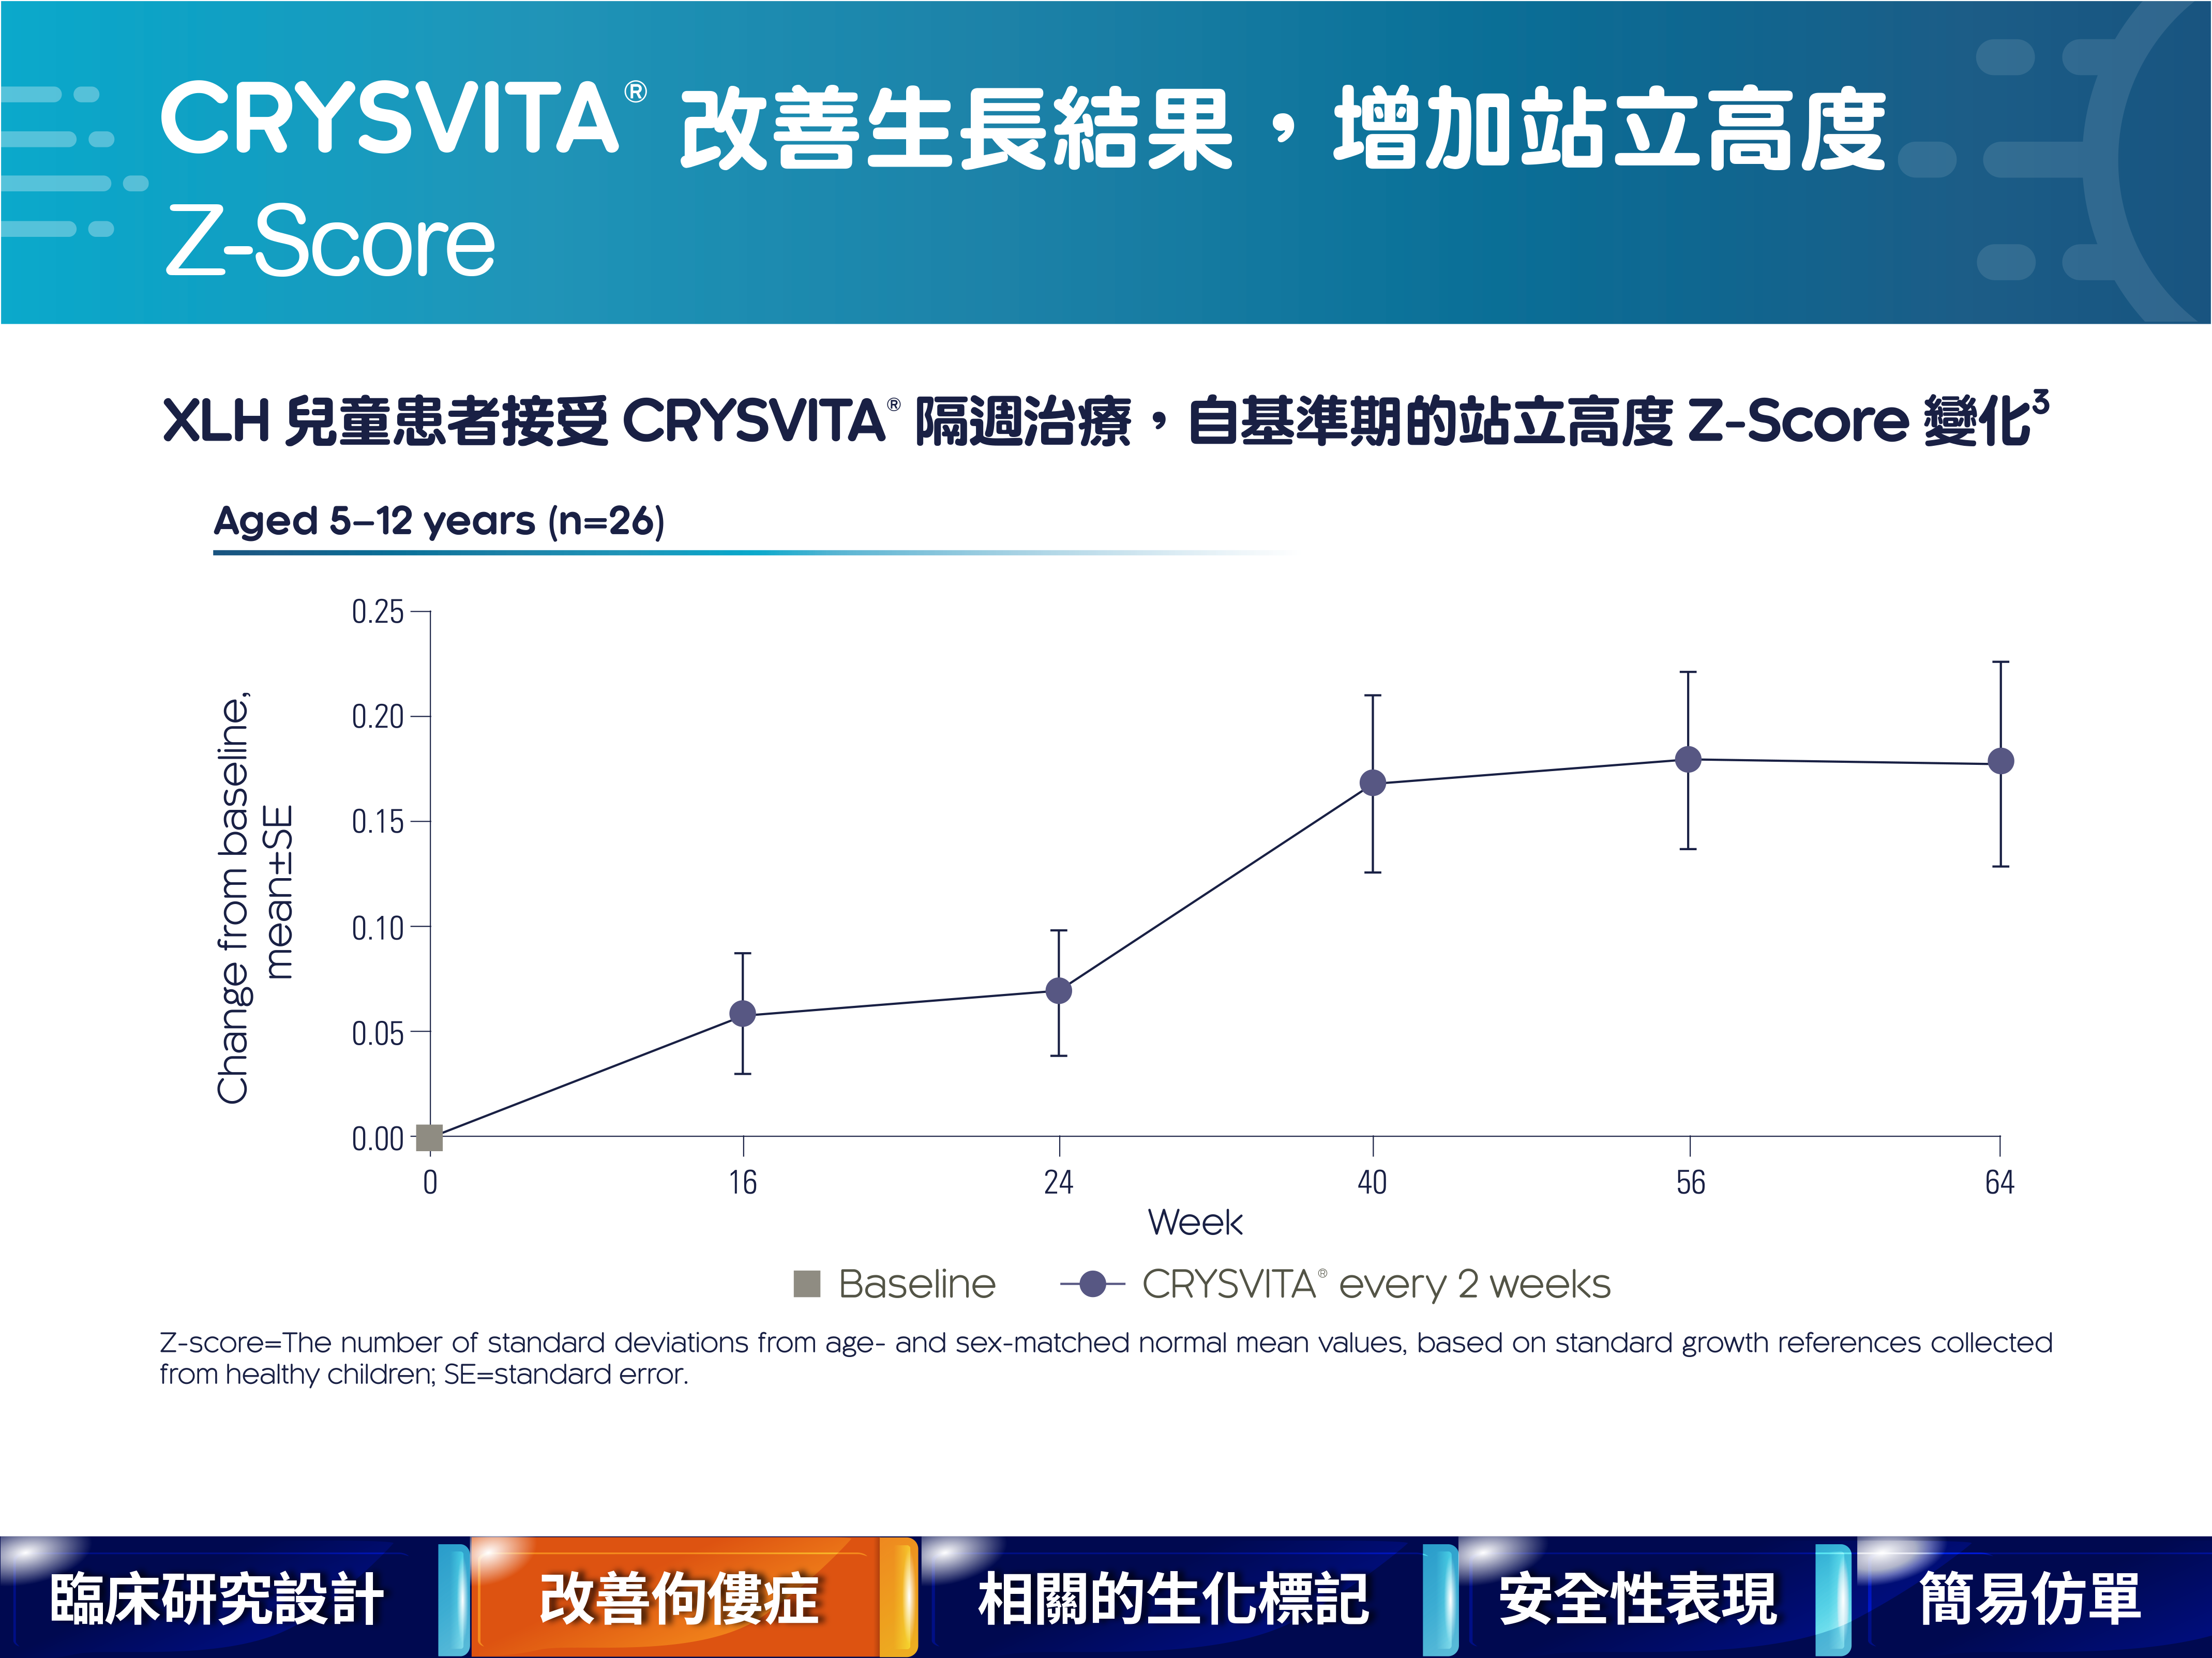 CRYSVITA® 改善生長結果，增加站立高度
Z-Score
XLH 兒童患者接受 CRYSVITA® 隔週治療，自基準期的站立高度 Z-Score 變化3
Aged 5–12 years (n=26)
Change from baseline,
mean±SE
0.25
0.20
0.15
0.10
0.05
0.00
0 16 24 40 56 64
Week
Baseline CRYSVITA® every 2 weeks
Z-score=The number of standard deviations from age- and sex-matched normal mean values, based on standard growth references collected
from healthy children; SE=standard error.
臨床研究設計 改善佝僂症 相關的生化標記 安全性表現 簡易仿單